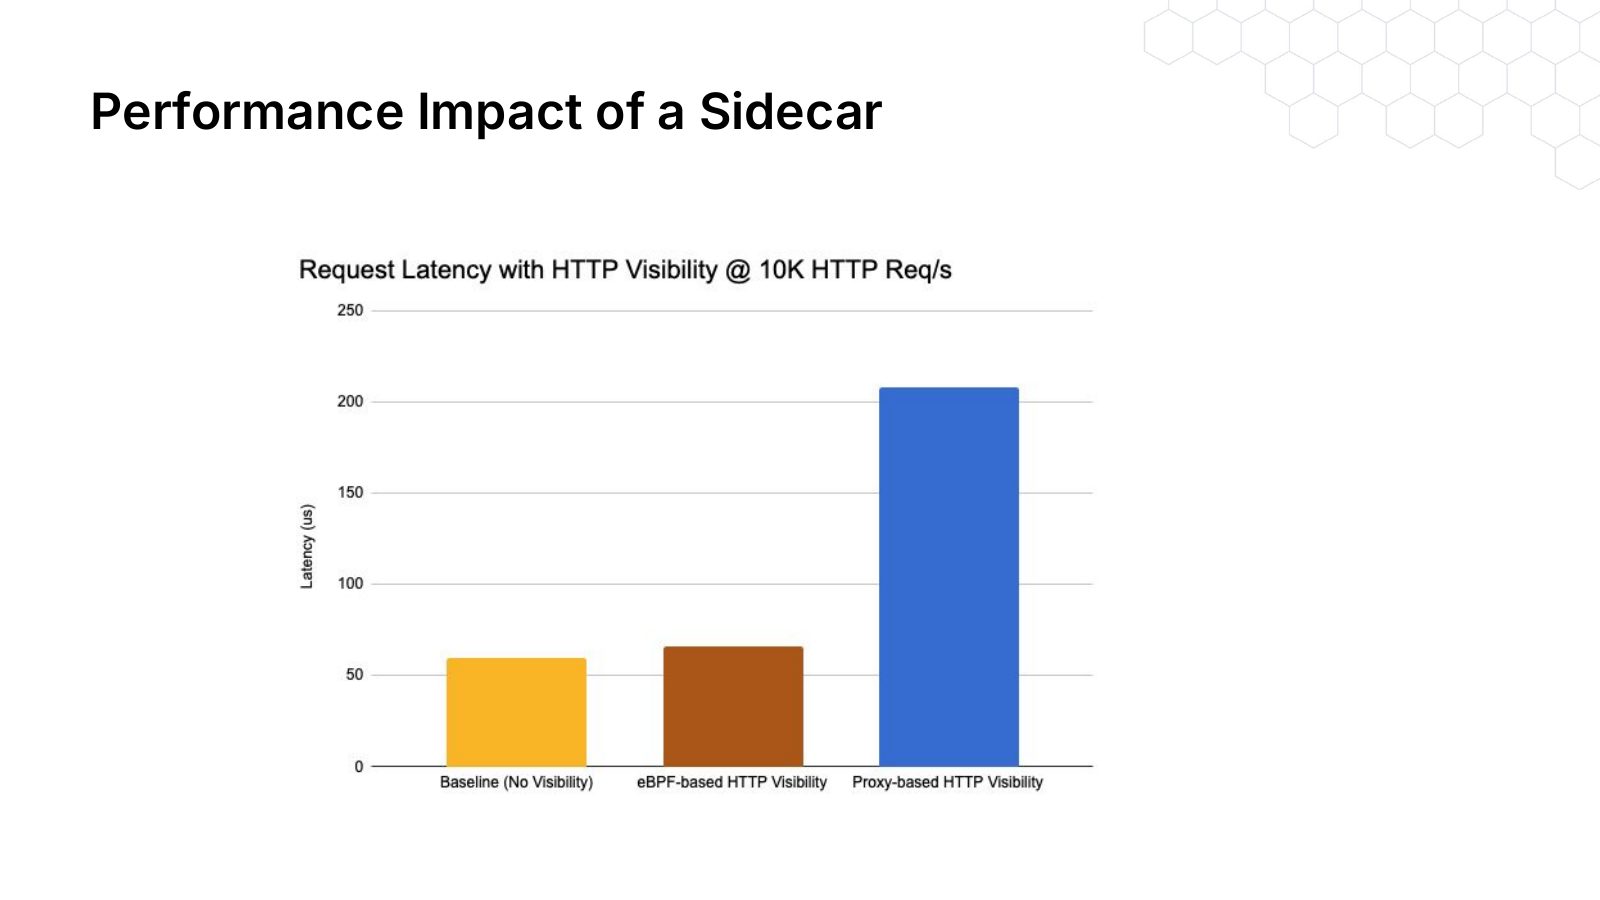 Performance Impact of a Sidecar
Request Latency with HTTP Visibility @ 10K HTTP Req/s
250
200
150
100
50
0
Latency (us)
Baseline (No Visibility)
eBPF-based HTTP Visibility
Proxy-based HTTP Visibility